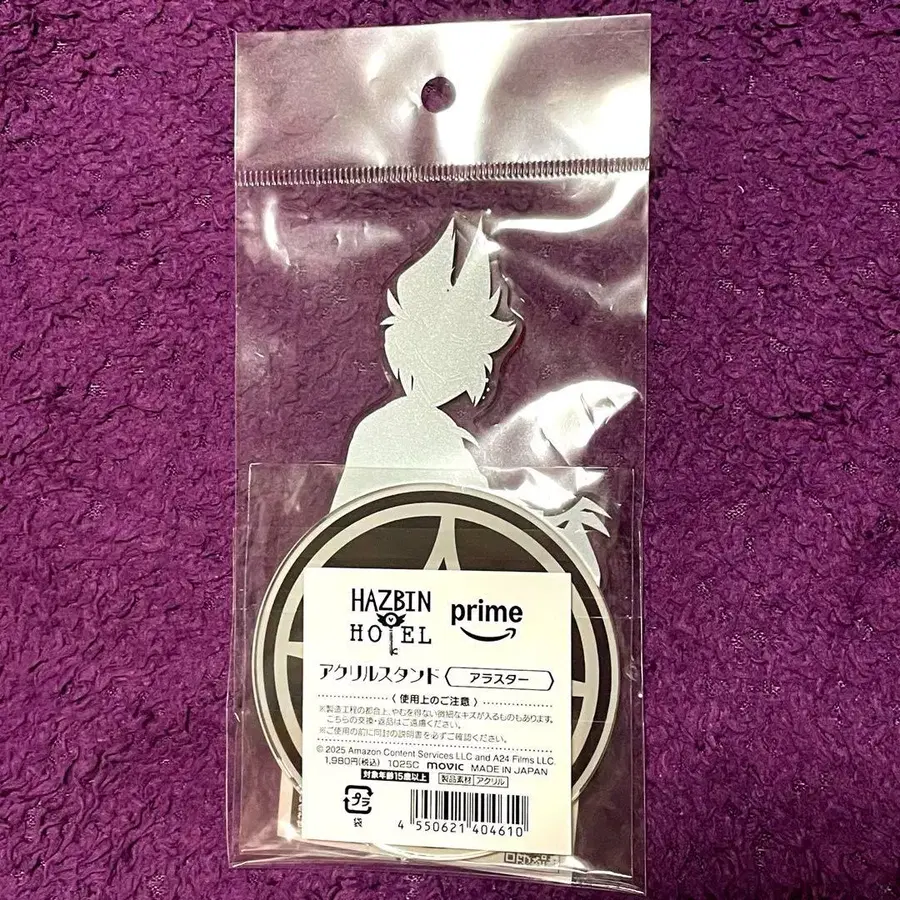 HAZBIN
HOTEL
prime
アクリルスタンド
アラスター
〈 使用上のご注意 〉
※製造工程の都合上、やむを得ない微細なキズが入るものもあります。
こちらの交換・返品はご遠慮ください。
※ご使用の前に同封の説明書を必ずご確認ください。
© 2025 Amazon Content Services LLC and A24 Films LLC.
1,980円(税込) 1025C movic MADE IN JAPAN
対象年齢15歳以上 製品素材 アクリル
プラ
袋
4 550621 404610